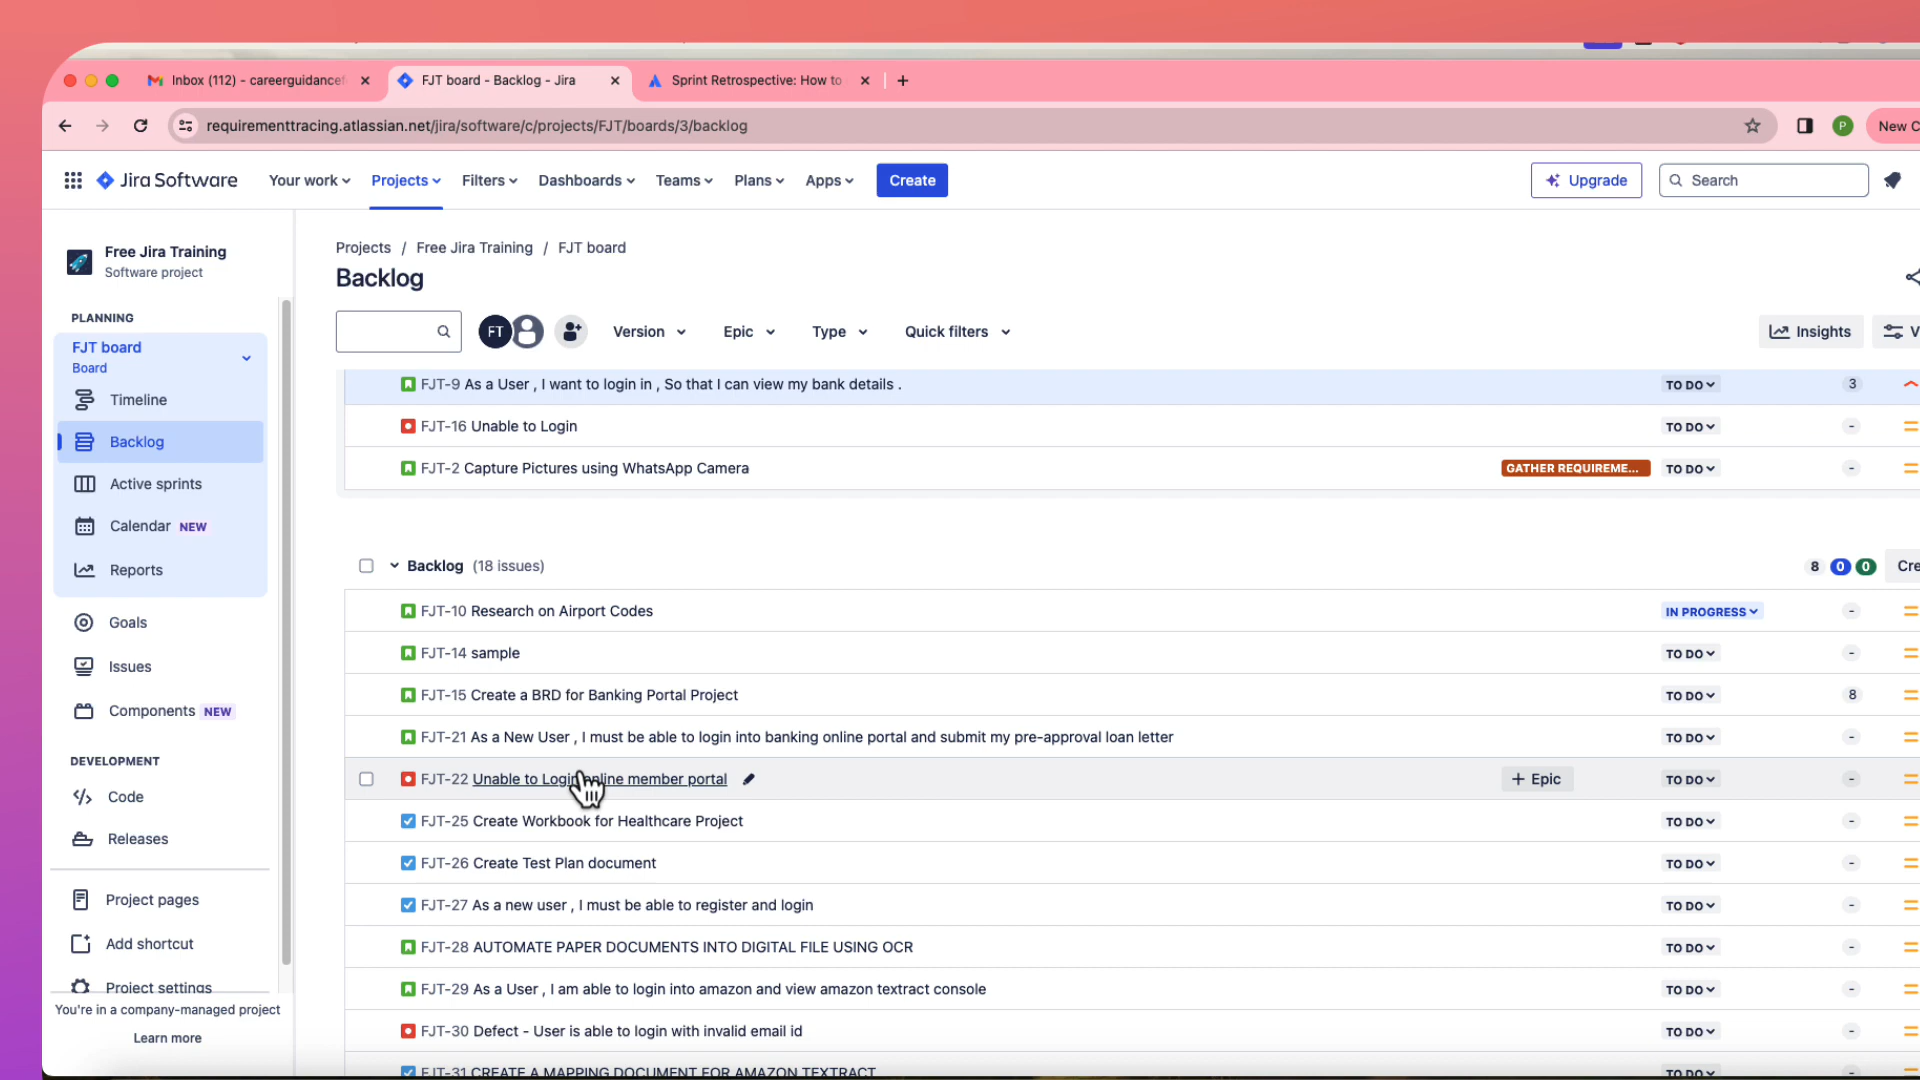 Inbox (112) - careerguidancef
FJT board - Backlog - Jira
Sprint Retrospective: How to
requirementtracing.atlassian.net/jira/software/c/projects/FJT/boards/3/backlog
P
New C
Jira Software
Your work
Projects
Filters
Dashboards
Teams
Plans
Apps
Create
Upgrade
Search
Free Jira Training
Software project
PLANNING
FJT board
Board
Timeline
Backlog
Active sprints
Calendar NEW
Reports
Goals
Issues
Components NEW
DEVELOPMENT
Code
Releases
Project pages
Add shortcut
Project settings
You're in a company-managed project
Learn more
Projects / Free Jira Training / FJT board
Backlog
FT
Version
Epic
Type
Quick filters
Insights
V
FJT-9 As a User , I want to login in , So that I can view my bank details . TO DO 3
FJT-16 Unable to Login TO DO -
FJT-2 Capture Pictures using WhatsApp Camera GATHER REQUIREME... TO DO -
Backlog (18 issues) 8 0 0 Cre
FJT-10 Research on Airport Codes IN PROGRESS -
FJT-14 sample TO DO -
FJT-15 Create a BRD for Banking Portal Project TO DO 8
FJT-21 As a New User , I must be able to login into banking online portal and submit my pre-approval loan letter TO DO -
FJT-22 Unable to Login online member portal + Epic TO DO -
FJT-25 Create Workbook for Healthcare Project TO DO -
FJT-26 Create Test Plan document TO DO -
FJT-27 As a new user , I must be able to register and login TO DO -
FJT-28 AUTOMATE PAPER DOCUMENTS INTO DIGITAL FILE USING OCR TO DO -
FJT-29 As a User , I am able to login into amazon and view amazon textract console TO DO -
FJT-30 Defect - User is able to login with invalid email id TO DO -
FJT-31 CREATE A MAPPING DOCUMENT FOR AMAZON TEXTRACT TO DO -